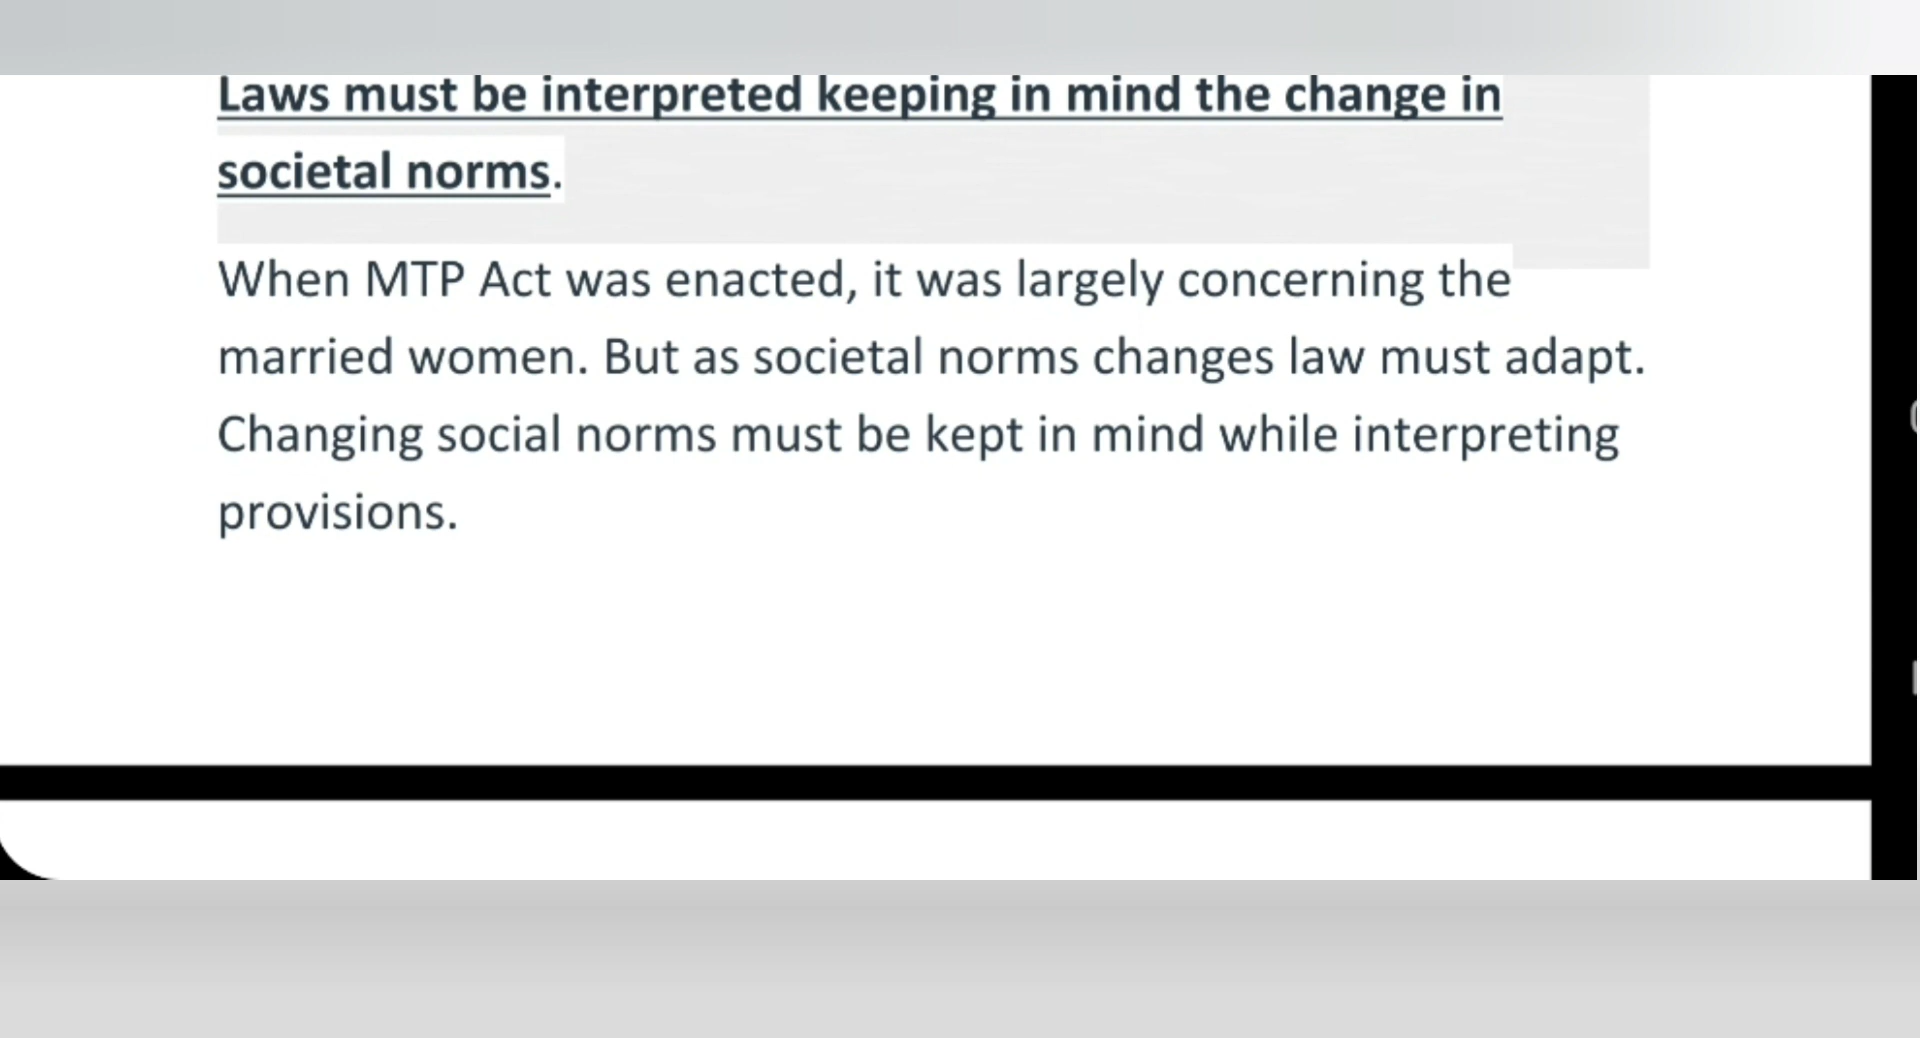 Laws must be interpreted keeping in mind the change in
societal norms.
When MTP Act was enacted, it was largely concerning the
married women. But as societal norms changes law must adapt.
Changing social norms must be kept in mind while interpreting
provisions.